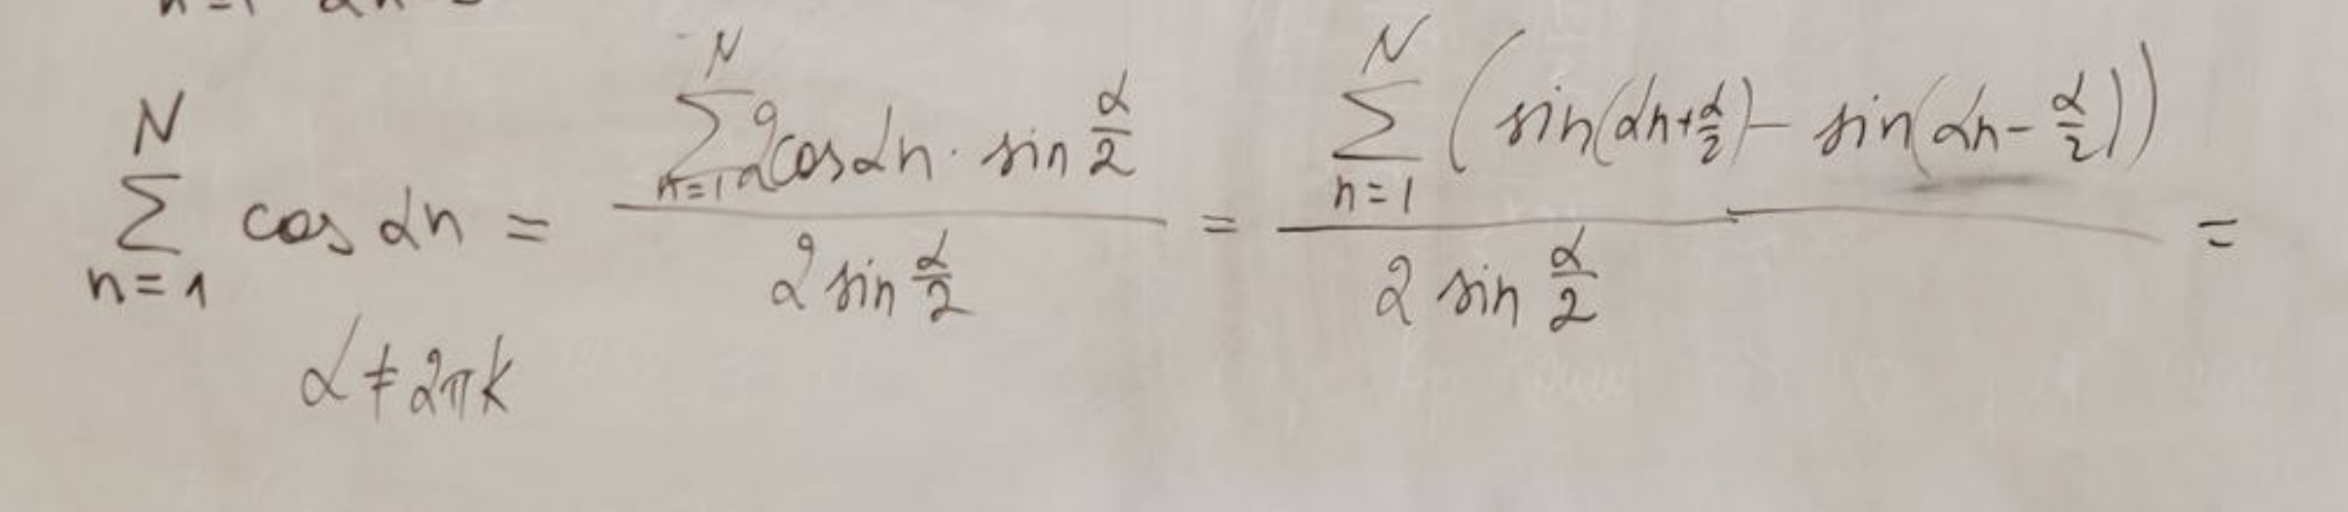 \sum_{n=1}^{N} \cos \alpha n = \frac{\sum_{n=1}^{N} 2 \cos \alpha n \cdot \sin \frac{\alpha}{2}}{2 \sin \frac{\alpha}{2}} = \frac{\sum_{n=1}^{N} \left( \sin(\alpha n + \frac{\alpha}{2}) - \sin(\alpha n - \frac{\alpha}{2}) \right)}{2 \sin \frac{\alpha}{2}} =
\alpha \neq 2\pi k